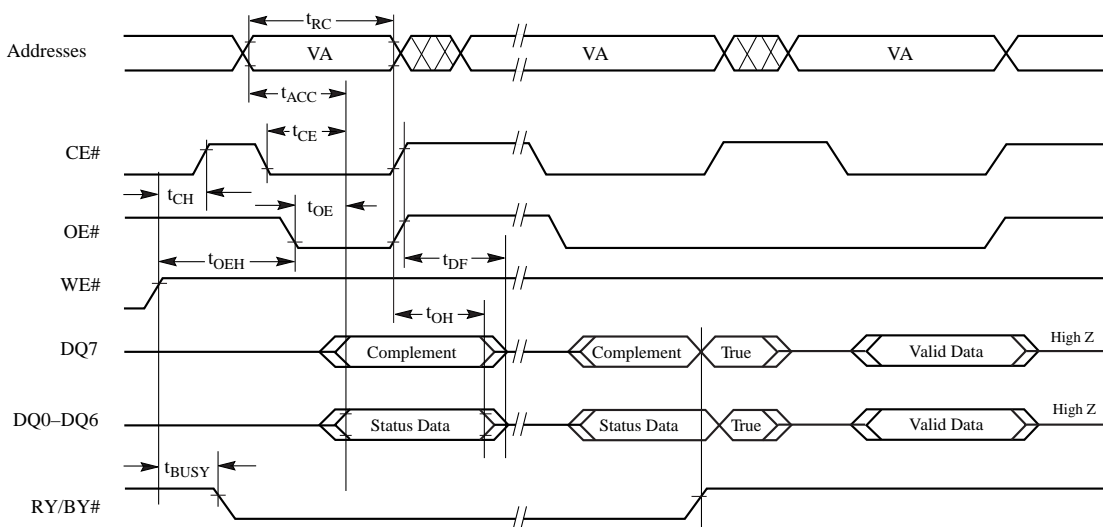 tRC
Addresses VA VA VA
tACC
tCE
CE#
tCH tOE
OE#
tOEH tDF
WE#
tOH
DQ7 Complement Complement True Valid Data High Z
DQ0–DQ6 Status Data Status Data True Valid Data High Z
tBUSY
RY/BY#